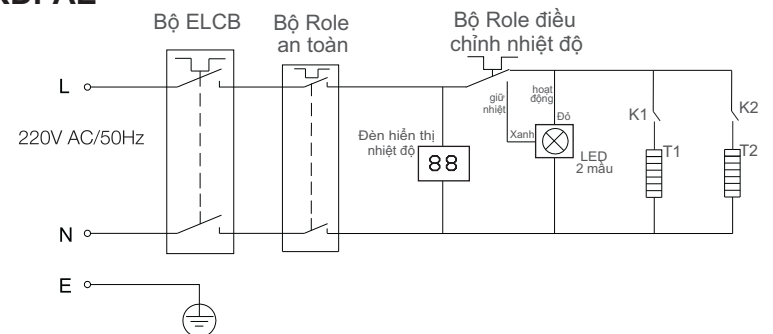 Bộ ELCB
Bộ Role
an toàn
Bộ Role điều
chỉnh nhiệt độ
L
220V AC/50Hz
N
E
Đèn hiển thị
nhiệt độ
88
giữ
nhiệt
hoạt
động
Đỏ
Xanh
LED
2 mầu
K1
T1
K2
T2